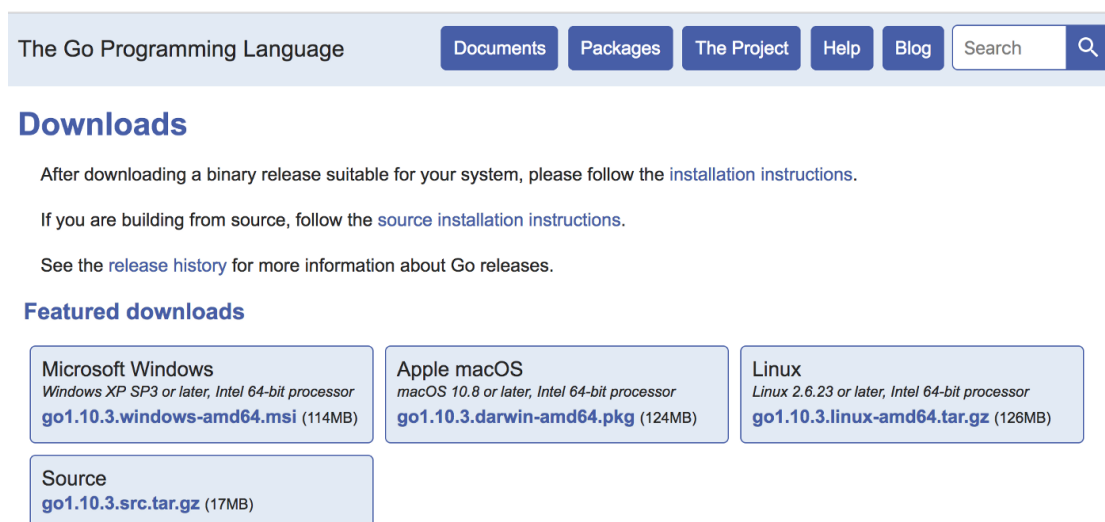 The Go Programming Language
Documents
Packages
The Project
Help
Blog
Search
Downloads
After downloading a binary release suitable for your system, please follow the installation instructions.
If you are building from source, follow the source installation instructions.
See the release history for more information about Go releases.
Featured downloads
Microsoft Windows
Windows XP SP3 or later, Intel 64-bit processor
go1.10.3.windows-amd64.msi (114MB)
Apple macOS
macOS 10.8 or later, Intel 64-bit processor
go1.10.3.darwin-amd64.pkg (124MB)
Linux
Linux 2.6.23 or later, Intel 64-bit processor
go1.10.3.linux-amd64.tar.gz (126MB)
Source
go1.10.3.src.tar.gz (17MB)